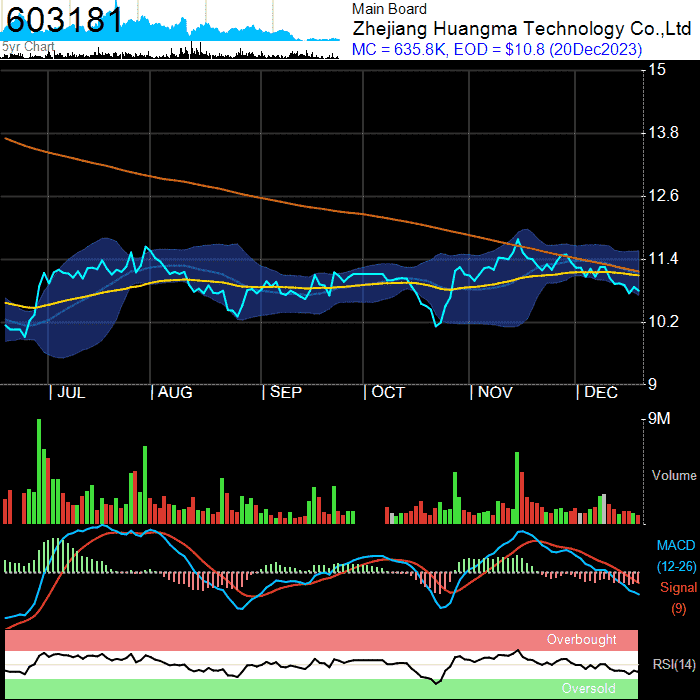 603181
5yr Chart
Main Board
Zhejiang Huangma Technology Co.,Ltd
MC = 635.8K, EOD = $10.8 (20Dec2023)
15
13.8
12.6
11.4
10.2
9
JUL
AUG
SEP
OCT
NOV
DEC
9M
Volume
MACD
(12-26)
Signal
(9)
Overbought
RSI(14)
Oversold